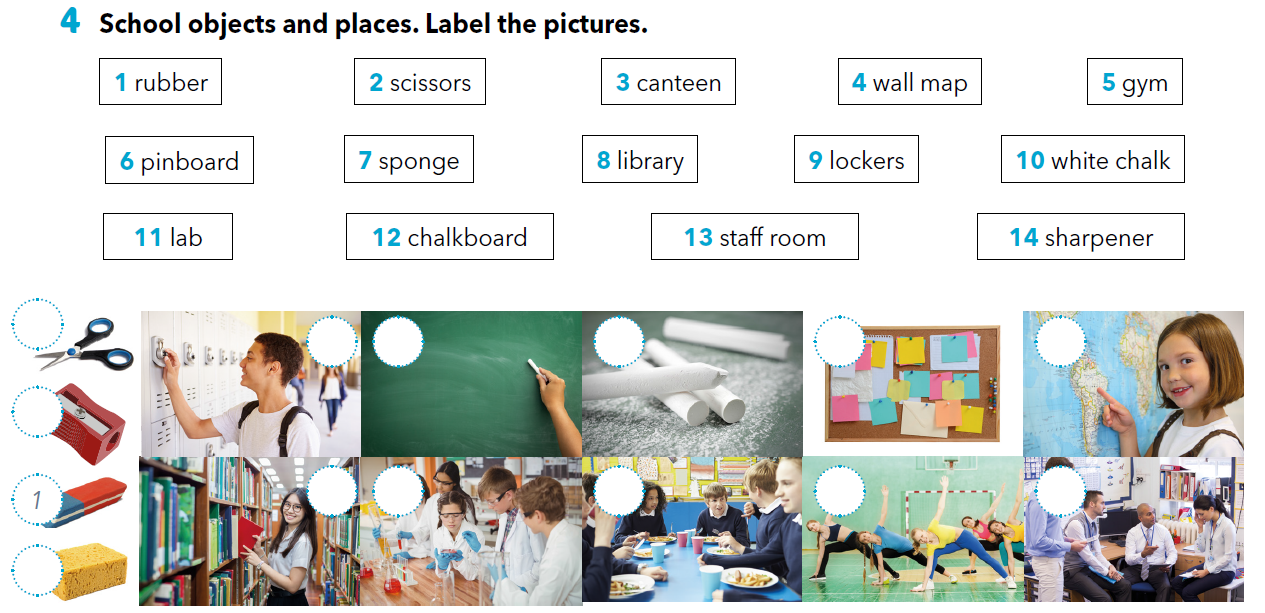 4 School objects and places. Label the pictures.
1 rubber 2 scissors 3 canteen 4 wall map 5 gym
6 pinboard 7 sponge 8 library 9 lockers 10 white chalk
11 lab 12 chalkboard 13 staff room 14 sharpener
1